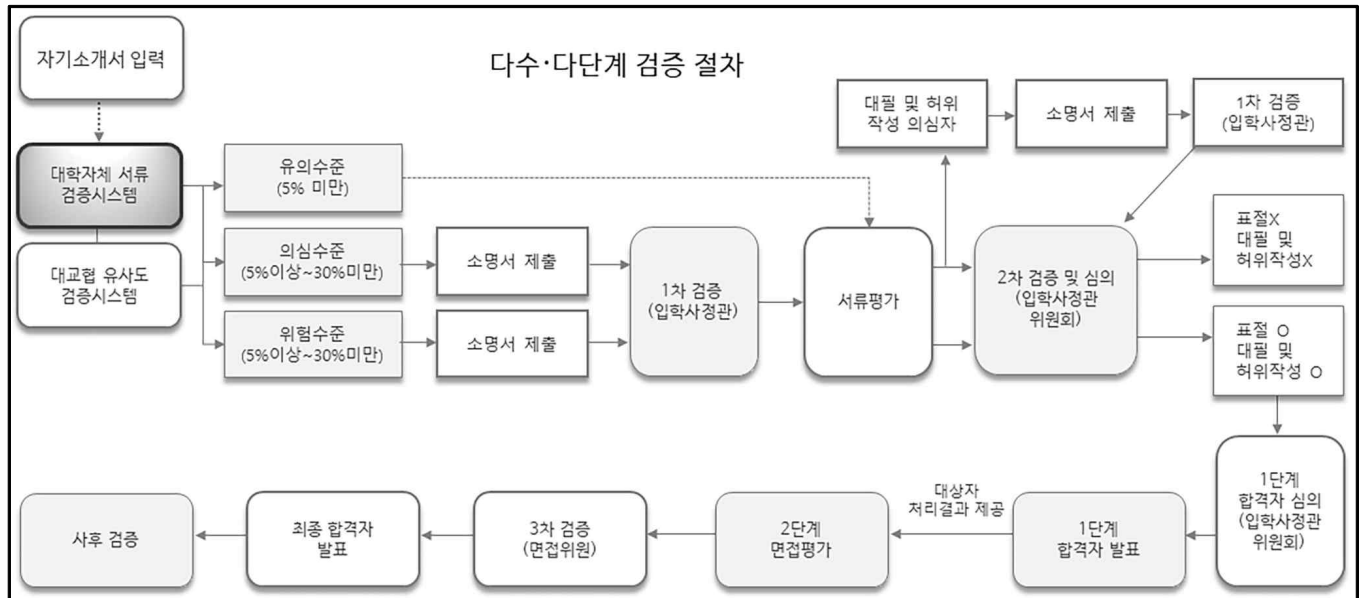 자기소개서 입력
다수·다단계 검증 절차
대필 및 허위
작성 의심자
소명서 제출
1차 검증
(입학사정관)
대학자체 서류
검증시스템
유의수준
(5% 미만)
대교협 유사도
검증시스템
의심수준
(5%이상~30%미만)
소명서 제출
위험수준
(5%이상~30%미만)
소명서 제출
1차 검증
(입학사정관)
서류평가
2차 검증 및 심의
(입학사정관
위원회)
표절X
대필 및
허위작성X
표절 O
대필 및
허위작성 O
1단계
합격자 심의
(입학사정관
위원회)
1단계
합격자 발표
대상자
처리결과 제공
2단계
면접평가
3차 검증
(면접위원)
최종 합격자
발표
사후 검증